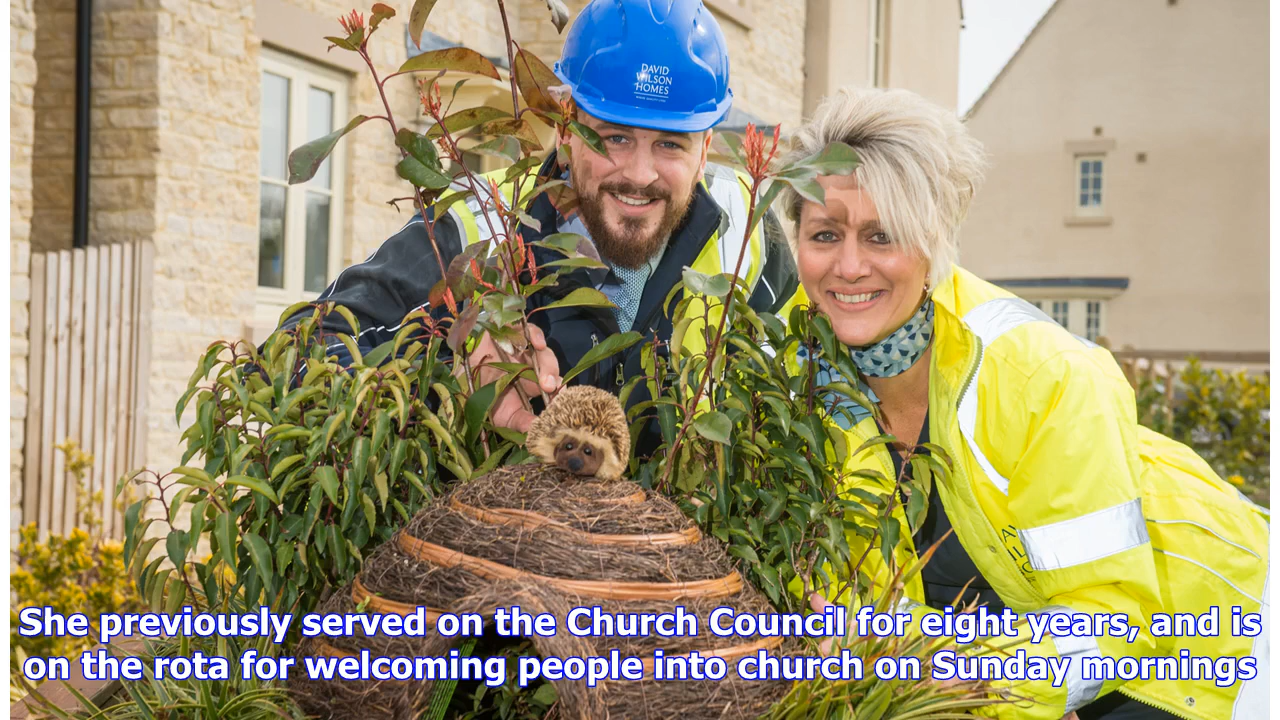 DAVID
WILSON
HOMES
She previously served on the Church Council for eight years, and is
on the rota for welcoming people into church on Sunday mornings